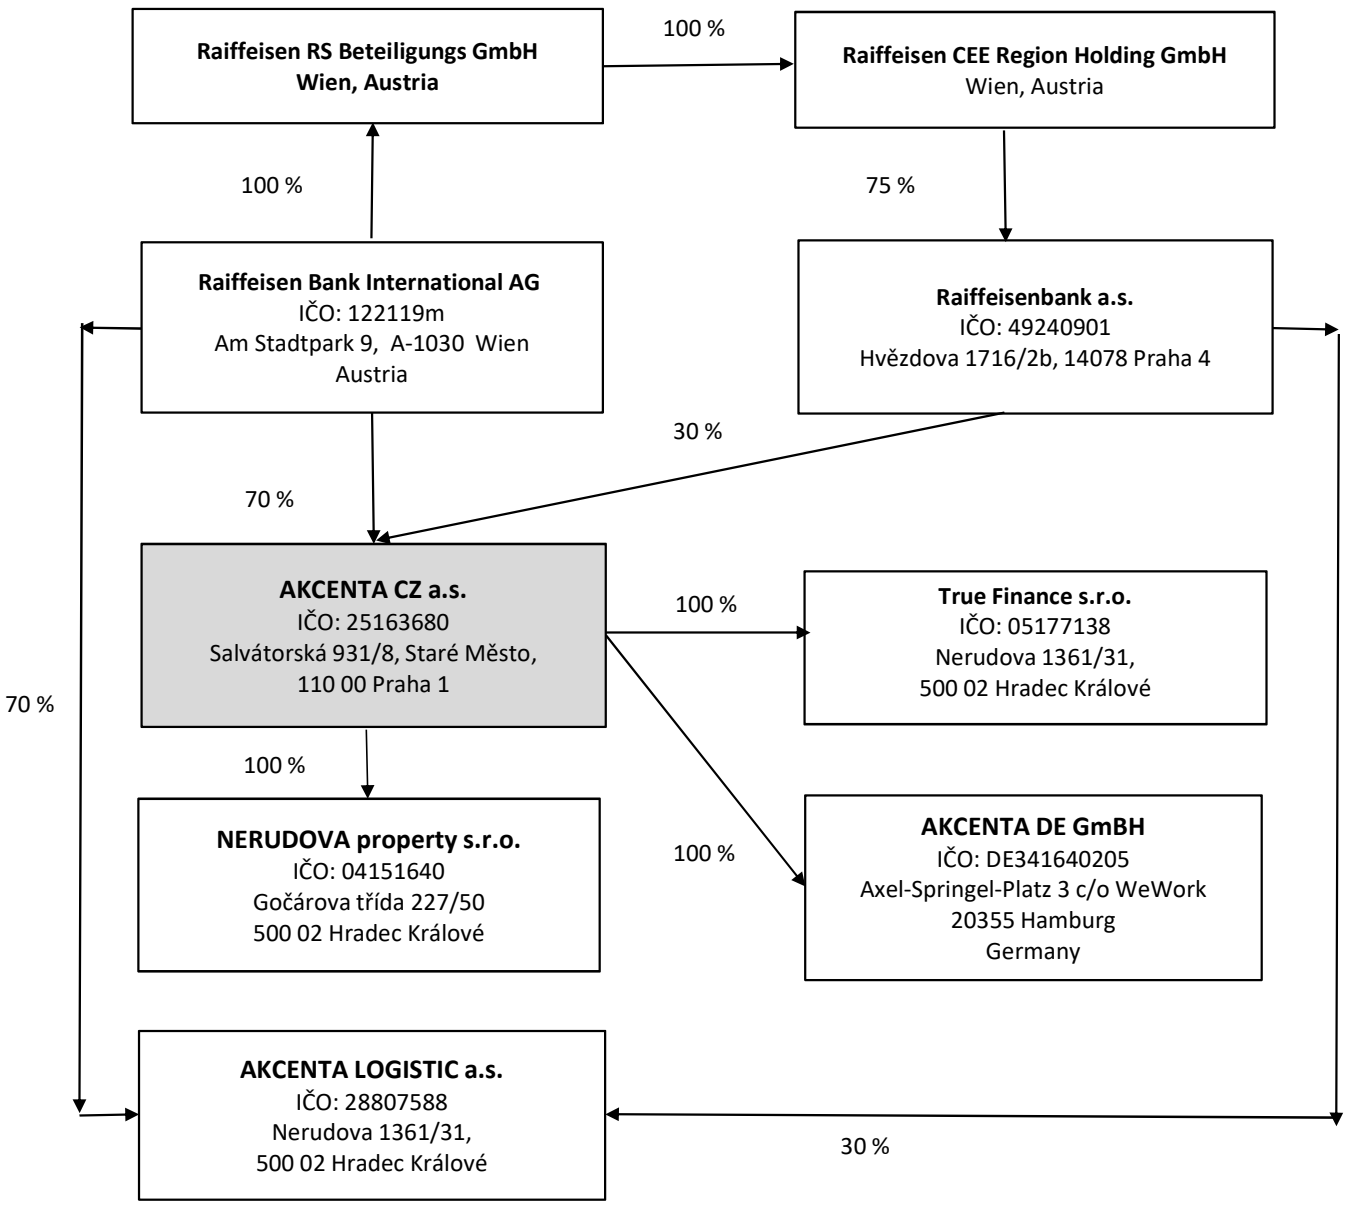 Raiffeisen RS Beteiligungs GmbH
Wien, Austria
100 %
Raiffeisen CEE Region Holding GmbH
Wien, Austria
100 %
75 %
Raiffeisen Bank International AG
IČO: 122119m
Am Stadtpark 9,  A-1030  Wien
Austria
Raiffeisenbank a.s.
IČO: 49240901
Hvězdova 1716/2b, 14078 Praha 4
30 %
70 %
AKCENTA CZ a.s.
IČO: 25163680
Salvátorská 931/8, Staré Město,
110 00 Praha 1
100 %
True Finance s.r.o.
IČO: 05177138
Nerudova 1361/31,
500 02 Hradec Králové
70 %
100 %
NERUDOVA property s.r.o.
IČO: 04151640
Gočárova třída 227/50
500 02 Hradec Králové
100 %
AKCENTA DE GmBH
IČO: DE341640205
Axel-Springel-Platz 3 c/o WeWork
20355 Hamburg
Germany
AKCENTA LOGISTIC a.s.
IČO: 28807588
Nerudova 1361/31,
500 02 Hradec Králové
30 %